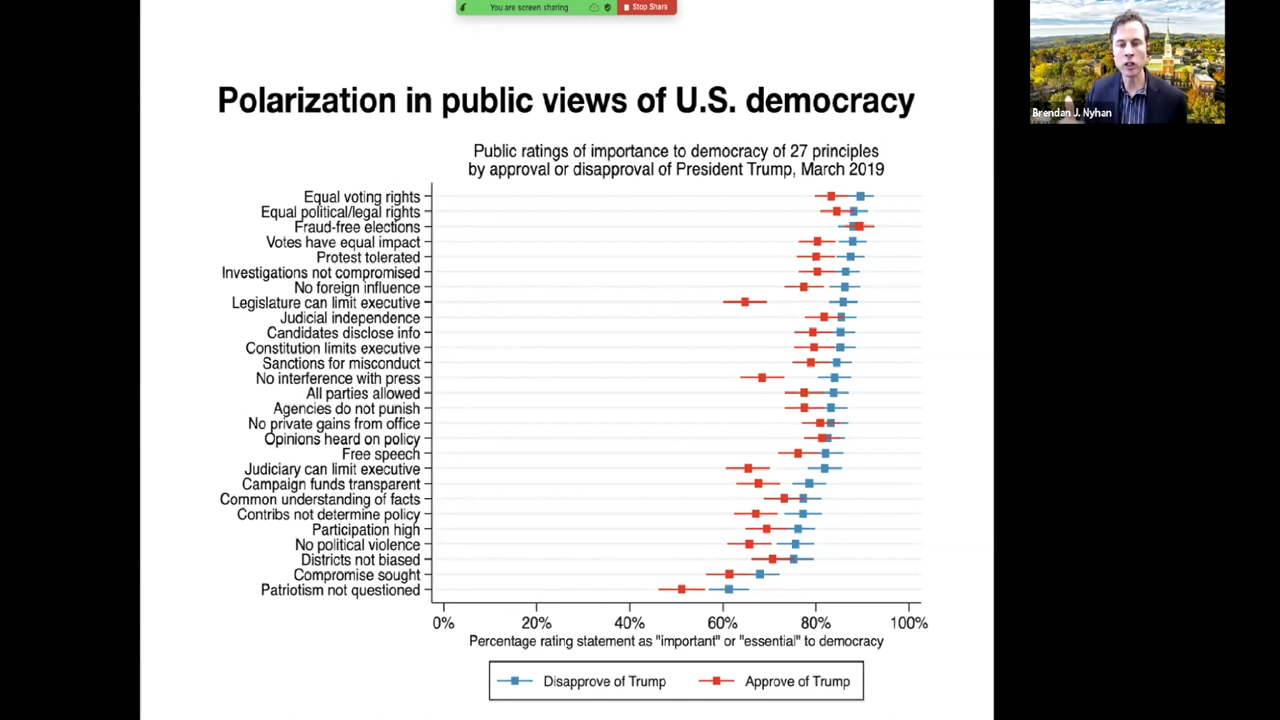 You are screen sharing
Stop Share
Brendan J. Nyhan
Polarization in public views of U.S. democracy
Public ratings of importance to democracy of 27 principles
by approval or disapproval of President Trump, March 2019
Equal voting rights
Equal political/legal rights
Fraud-free elections
Votes have equal impact
Protest tolerated
Investigations not compromised
No foreign influence
Legislature can limit executive
Judicial independence
Candidates disclose info
Constitution limits executive
Sanctions for misconduct
No interference with press
All parties allowed
Agencies do not punish
No private gains from office
Opinions heard on policy
Free speech
Judiciary can limit executive
Campaign funds transparent
Common understanding of facts
Contribs not determine policy
Participation high
No political violence
Districts not biased
Compromise sought
Patriotism not questioned
0% 20% 40% 60% 80% 100%
Percentage rating statement as "important" or "essential" to democracy
Disapprove of Trump Approve of Trump